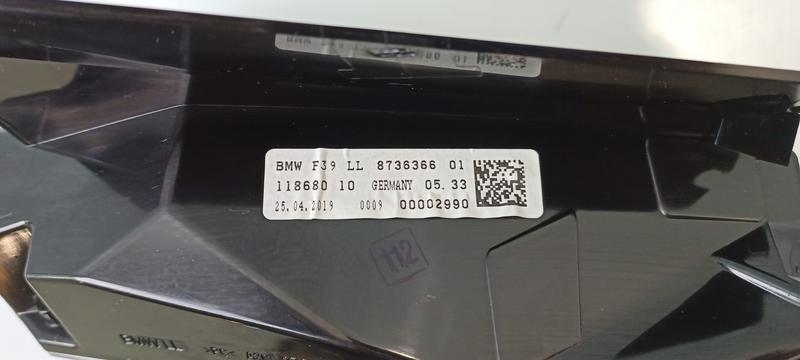 BMW F39 LL 8736366 01
118680 10 GERMANY 05.33
25.04.2019 0009 00002990
112